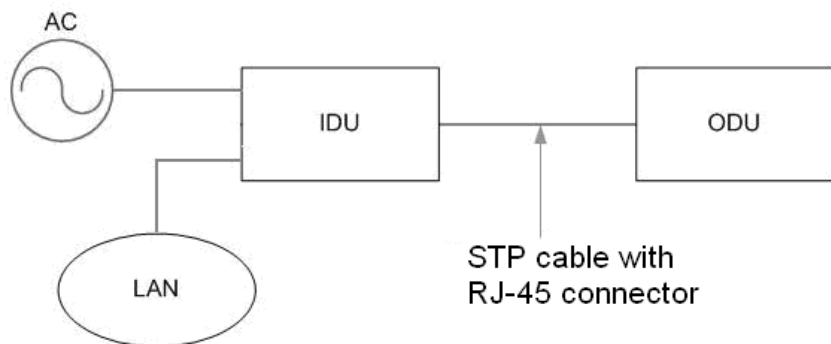 AC
IDU
ODU
LAN
STP cable with
RJ-45 connector